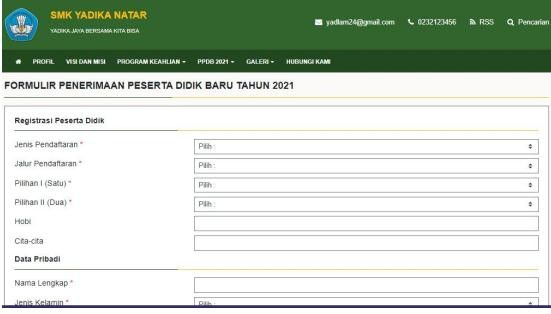 SMK YADIKA NATAR
YADIKA JAYA BERSAMA KITA BISA
yadlam24@gmail.com 0232123456 RSS Pencarian
PROFIL VISI DAN MISI PROGRAM KEAHLIAN PPDB 2021 GALERI HUBUNGI KAMI
FORMULIR PENERIMAAN PESERTA DIDIK BARU TAHUN 2021
Registrasi Peserta Didik
Jenis Pendaftaran * Pilih :
Jalur Pendaftaran * Pilih :
Pilihan I (Satu) * Pilih :
Pilihan II (Dua) * Pilih :
Hobi
Cita-cita
Data Pribadi
Nama Lengkap *
Jenis Kelamin * Pilih :